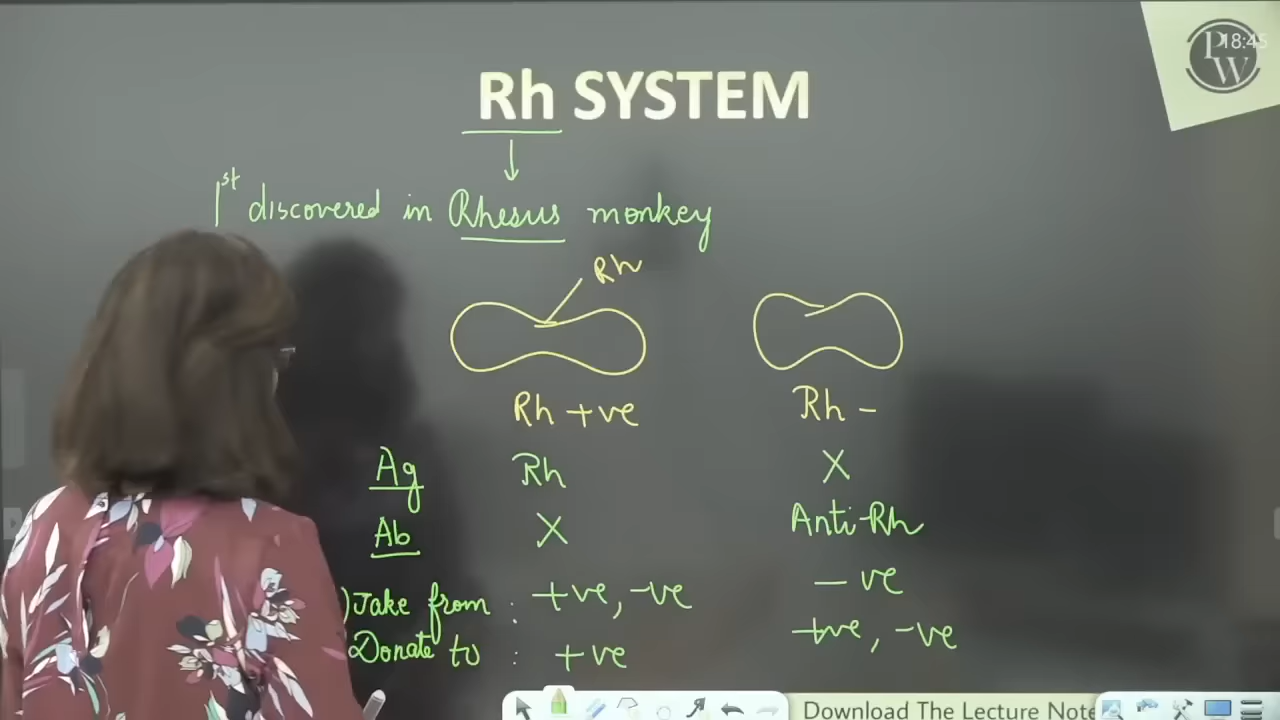 PW
18:45
Rh SYSTEM
1st discovered in Rhesus monkey
Rh
Rh +ve Rh -
Ag Rh X
Ab X Anti-Rh
) Take from : +ve, -ve -ve
Donate to : +ve +ve, -ve
Download The Lecture Note